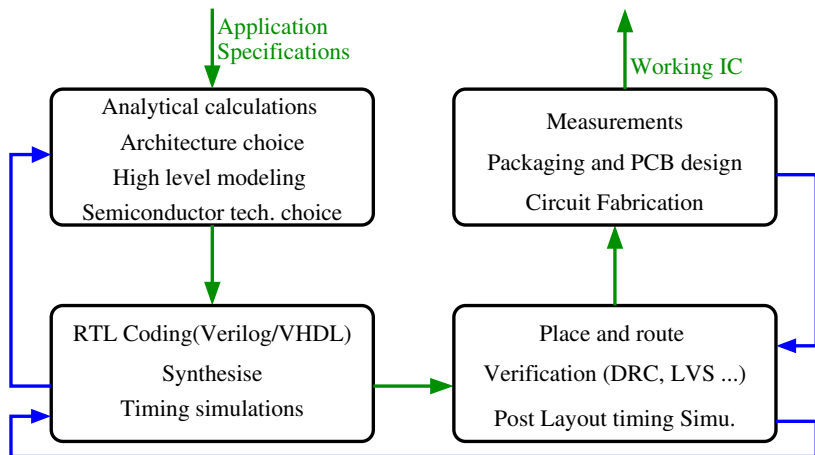 Application
Specifications
Analytical calculations
Architecture choice
High level modeling
Semiconductor tech. choice
RTL Coding(Verilog/VHDL)
Synthesise
Timing simulations
Place and route
Verification (DRC, LVS ...)
Post Layout timing Simu.
Measurements
Packaging and PCB design
Circuit Fabrication
Working IC